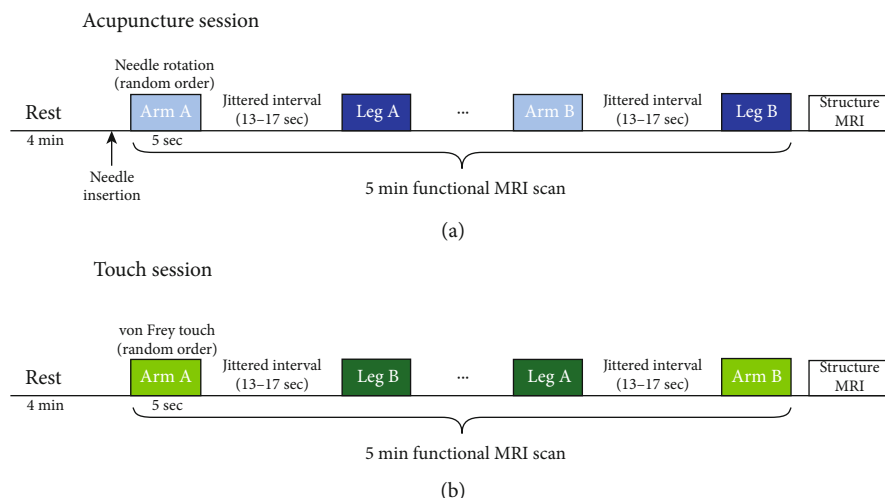 Acupuncture session
Needle rotation
(random order)
Rest
Arm A
Jittered interval
(13–17 sec)
Leg A
...
Arm B
Jittered interval
(13–17 sec)
Leg B
Structure
MRI
4 min
5 sec
Needle
insertion
5 min functional MRI scan
(a)
Touch session
von Frey touch
(random order)
Rest
Arm A
Jittered interval
(13–17 sec)
Leg B
...
Leg A
Jittered interval
(13–17 sec)
Arm B
Structure
MRI
4 min
5 sec
5 min functional MRI scan
(b)